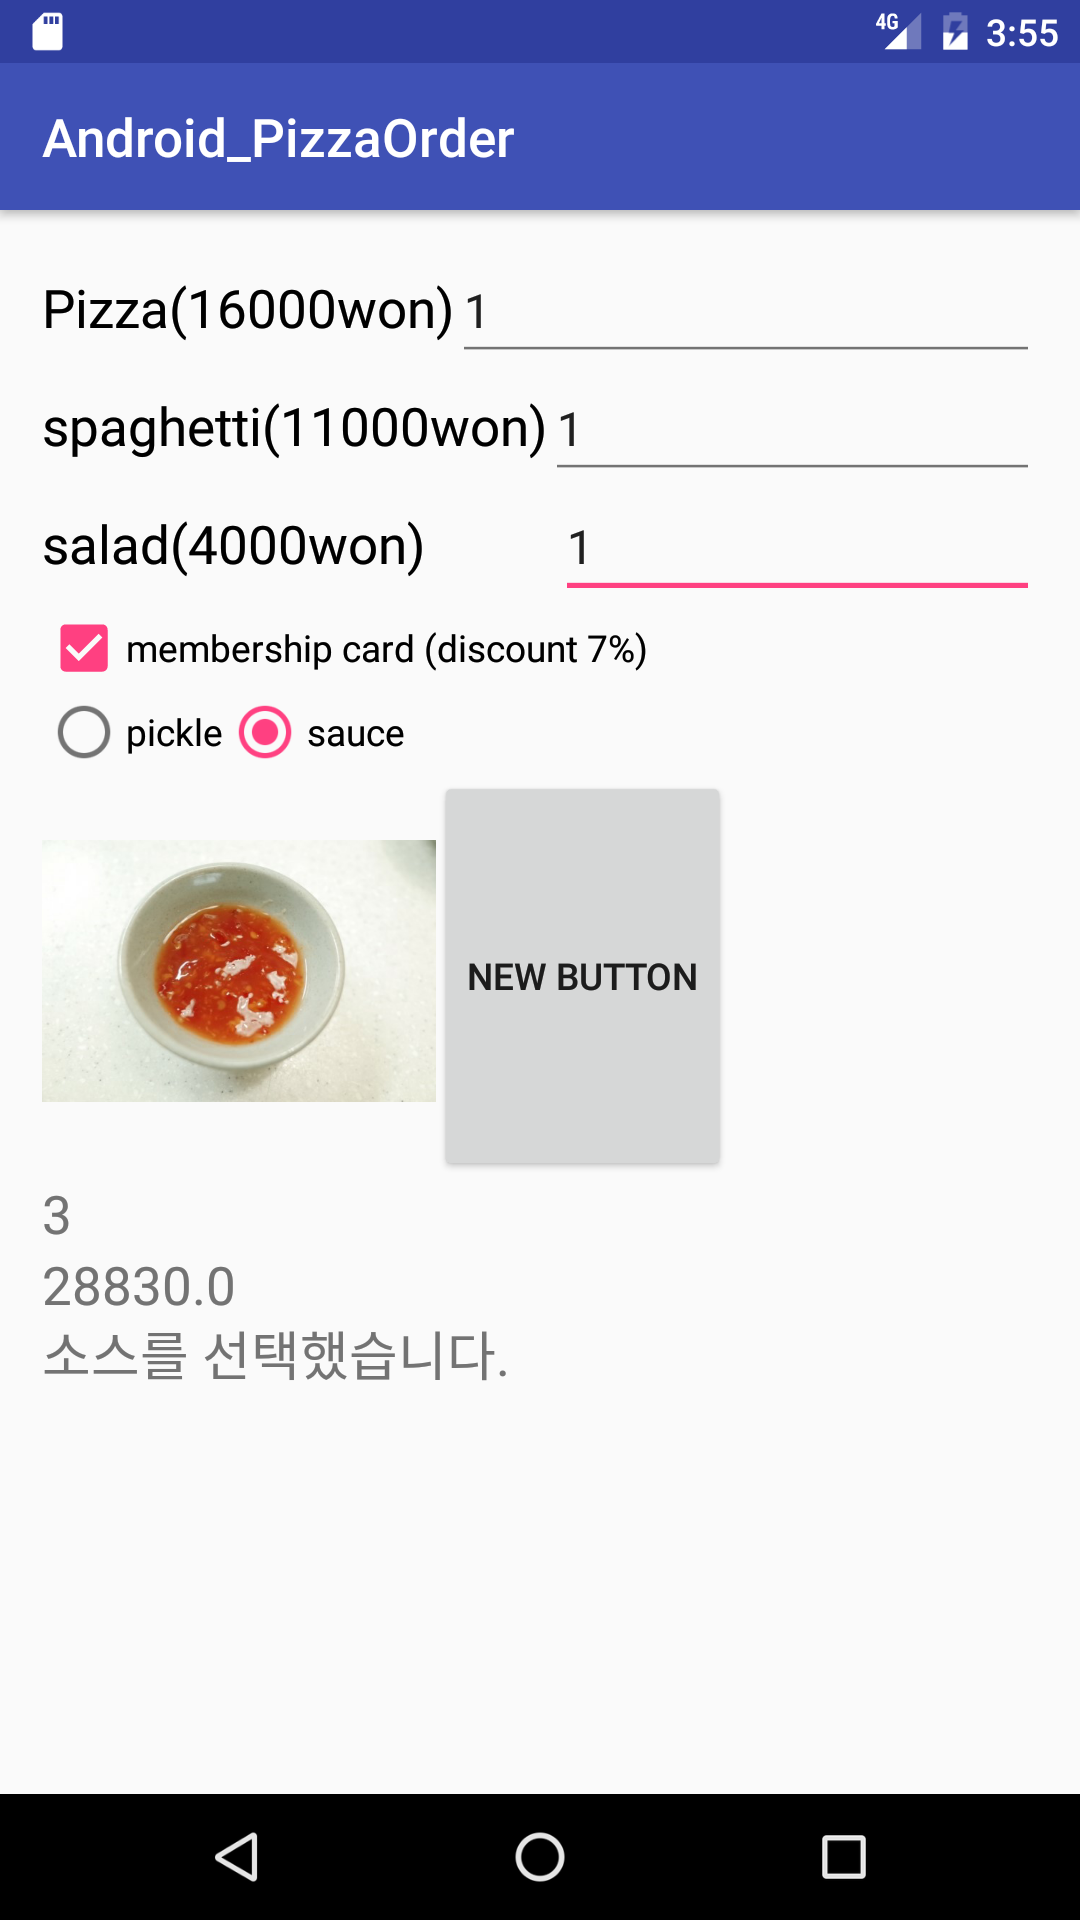 4G 3:55
Android_PizzaOrder
Pizza(16000won) 1
spaghetti(11000won) 1
salad(4000won) 1
membership card (discount 7%)
pickle sauce
NEW BUTTON
3
28830.0
소스를 선택했습니다.